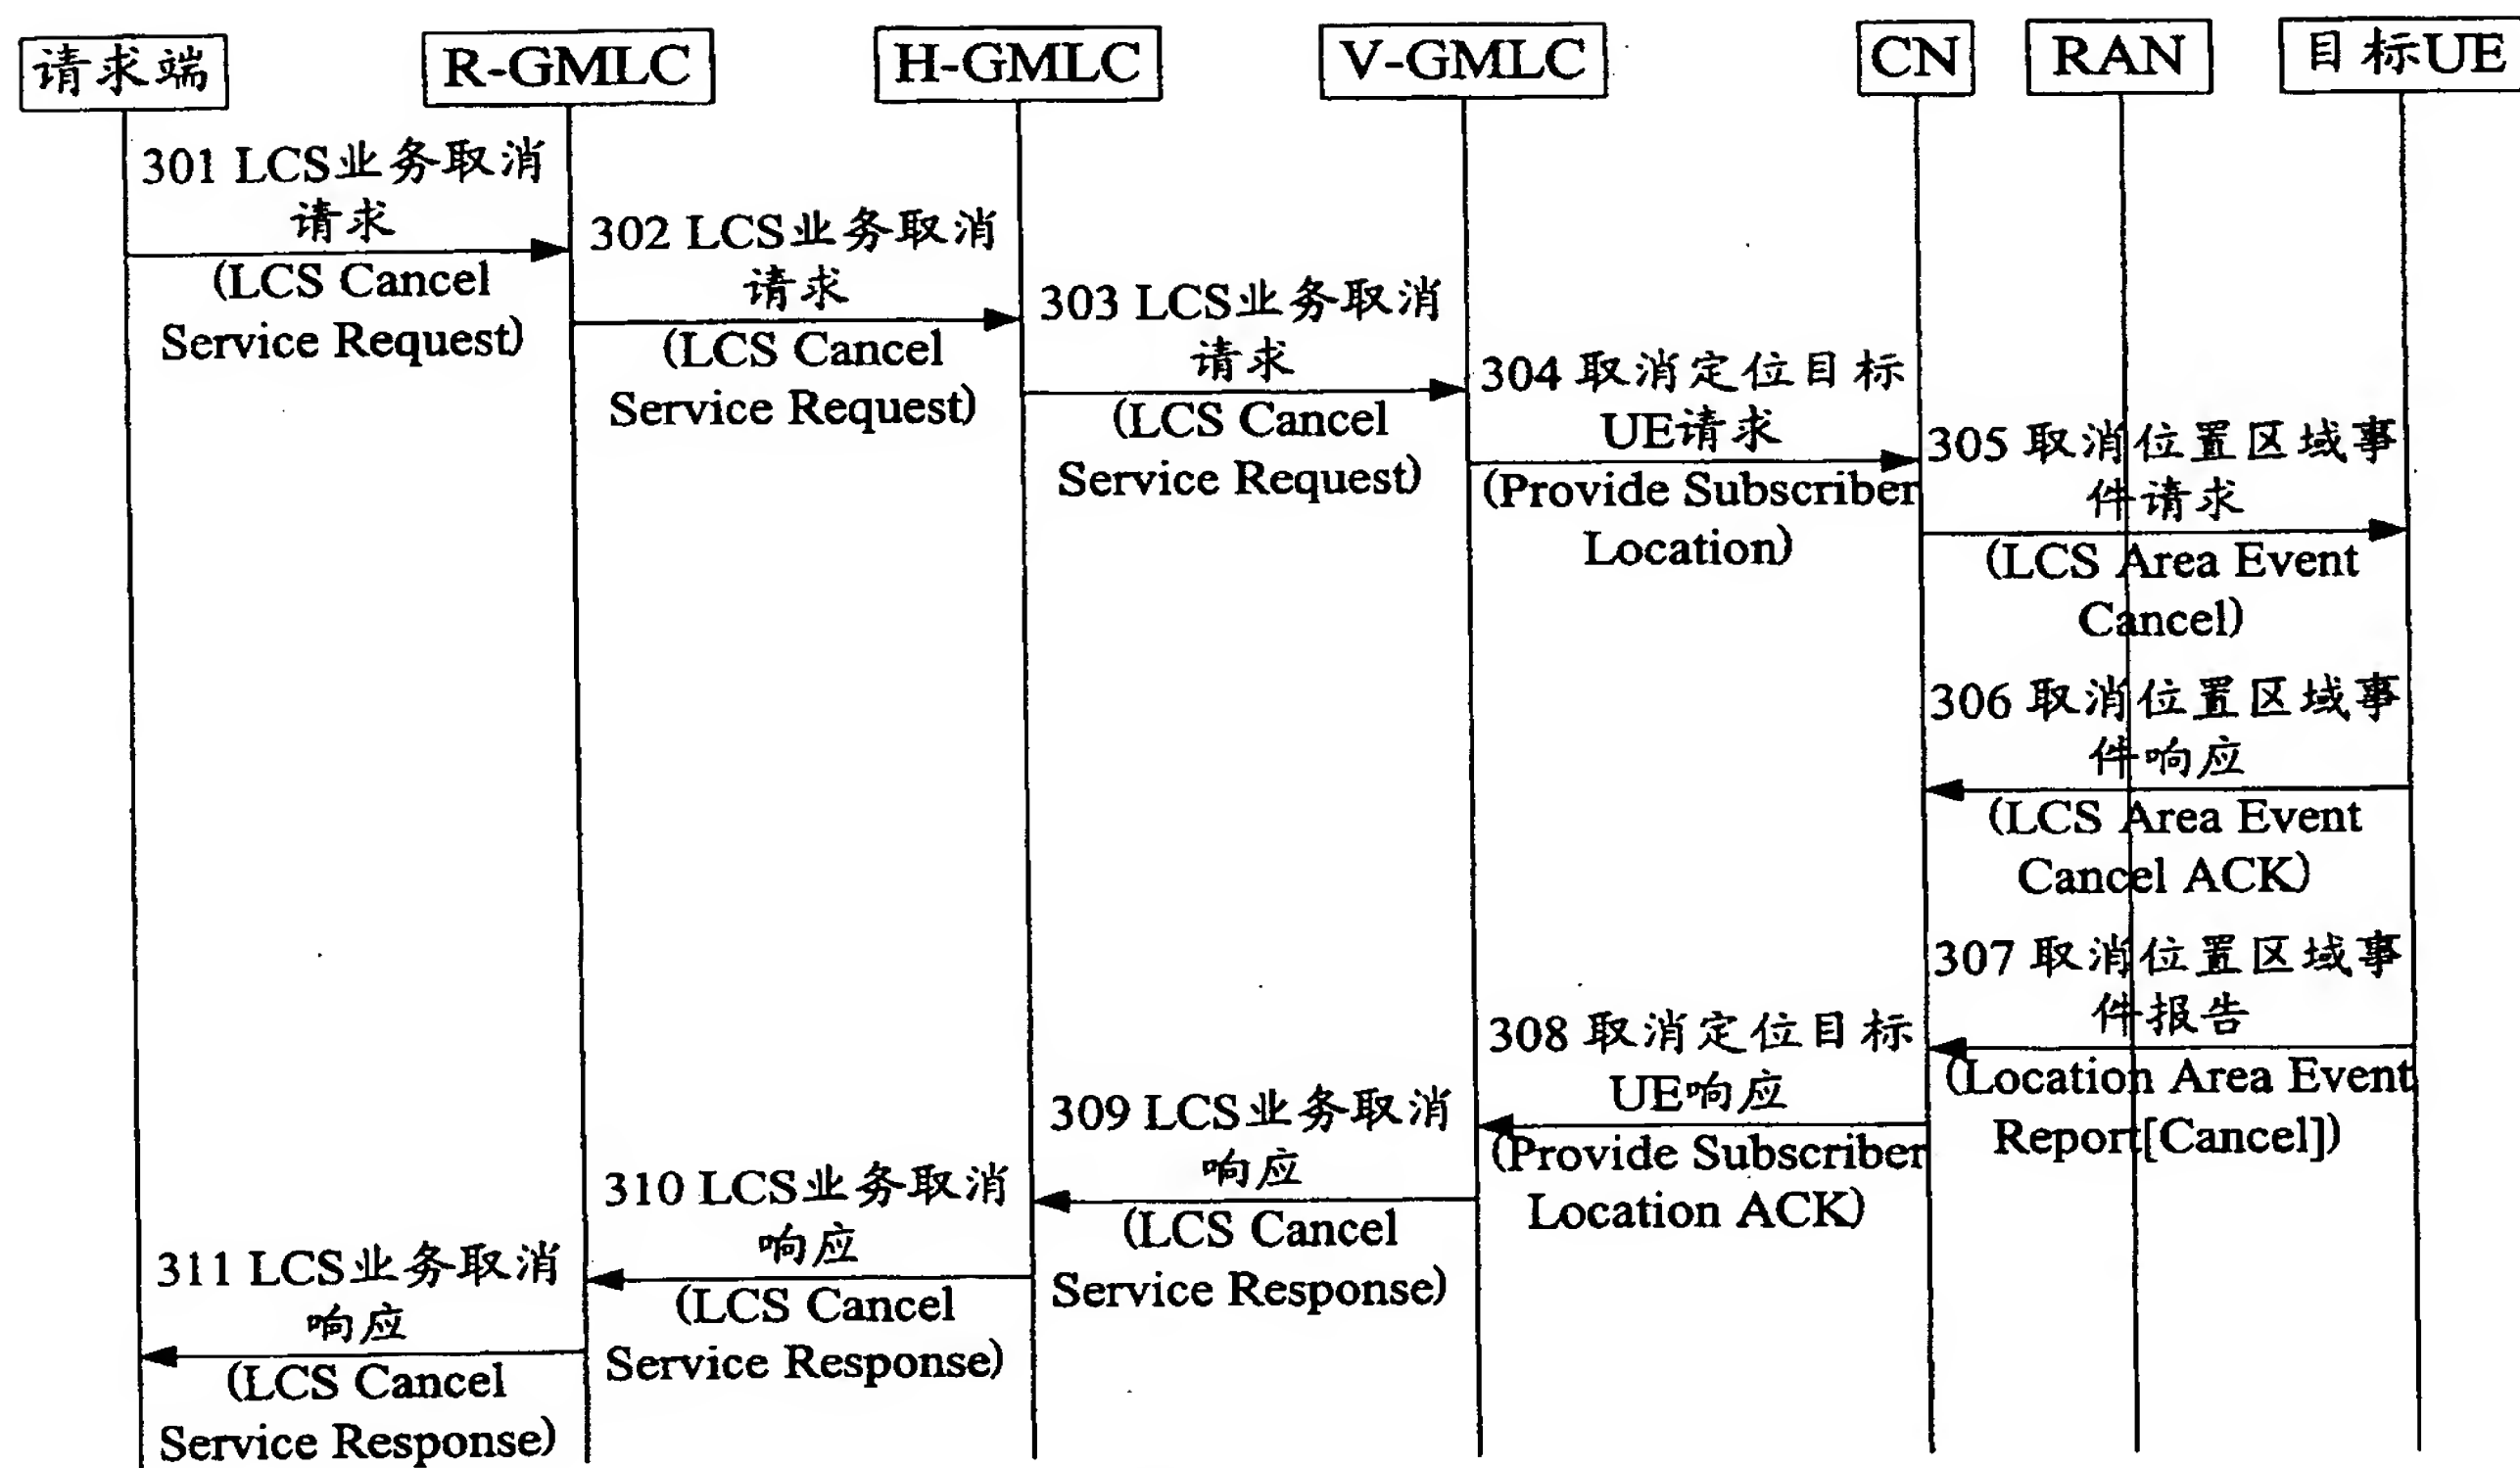 请求端
R-GMLC
H-GMLC
V-GMLC
CN
RAN
目标UE
301 LCS业务取消
请求
(LCS Cancel
Service Request)
302 LCS业务取消
请求
(LCS Cancel
Service Request)
303 LCS业务取消
请求
(LCS Cancel
Service Request)
304 取消定位目标
UE请求
(Provide Subscriber
Location)
305 取消位置区域事
件请求
(LCS Area Event
Cancel)
306 取消位置区域事
件响应
(LCS Area Event
Cancel ACK)
307 取消位置区域事
件报告
(Location Area Event
Report[Cancel])
308 取消定位目标
UE响应
(Provide Subscriber
Location ACK)
309 LCS业务取消
响应
(LCS Cancel
Service Response)
310 LCS业务取消
响应
(LCS Cancel
Service Response)
311 LCS业务取消
响应
(LCS Cancel
Service Response)